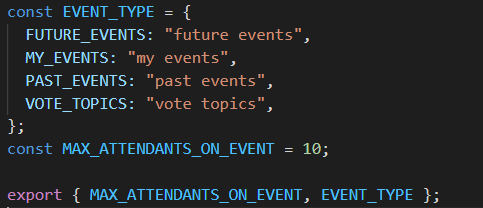 const EVENT_TYPE = {
  FUTURE_EVENTS: "future events",
  MY_EVENTS: "my events",
  PAST_EVENTS: "past events",
  VOTE_TOPICS: "vote topics",
};
const MAX_ATTENDANTS_ON_EVENT = 10;

export { MAX_ATTENDANTS_ON_EVENT, EVENT_TYPE };